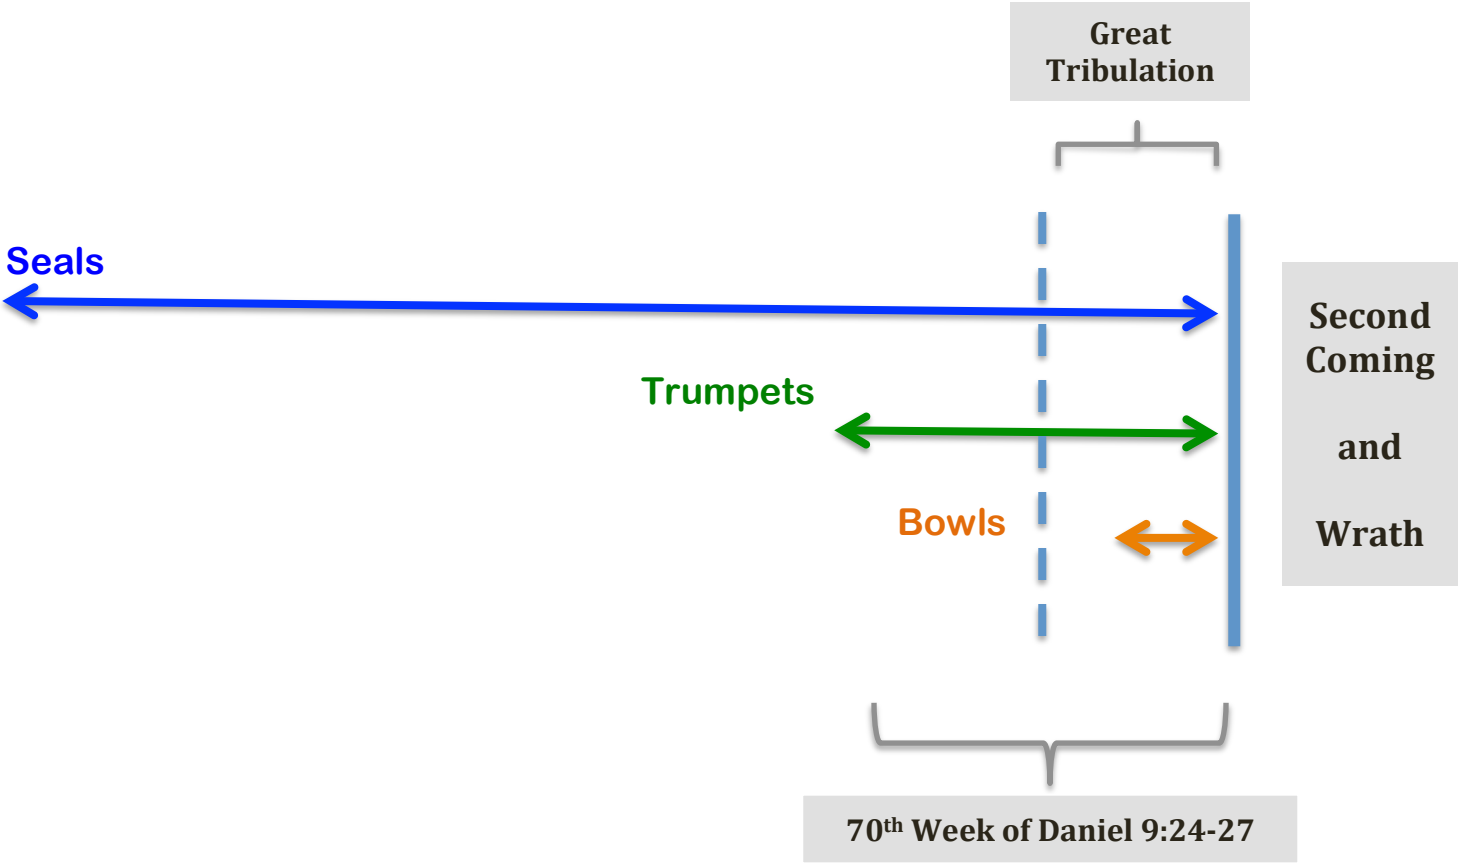 Great
Tribulation
Seals
Trumpets
Bowls
Second
Coming
and
Wrath
70th Week of Daniel 9:24-27